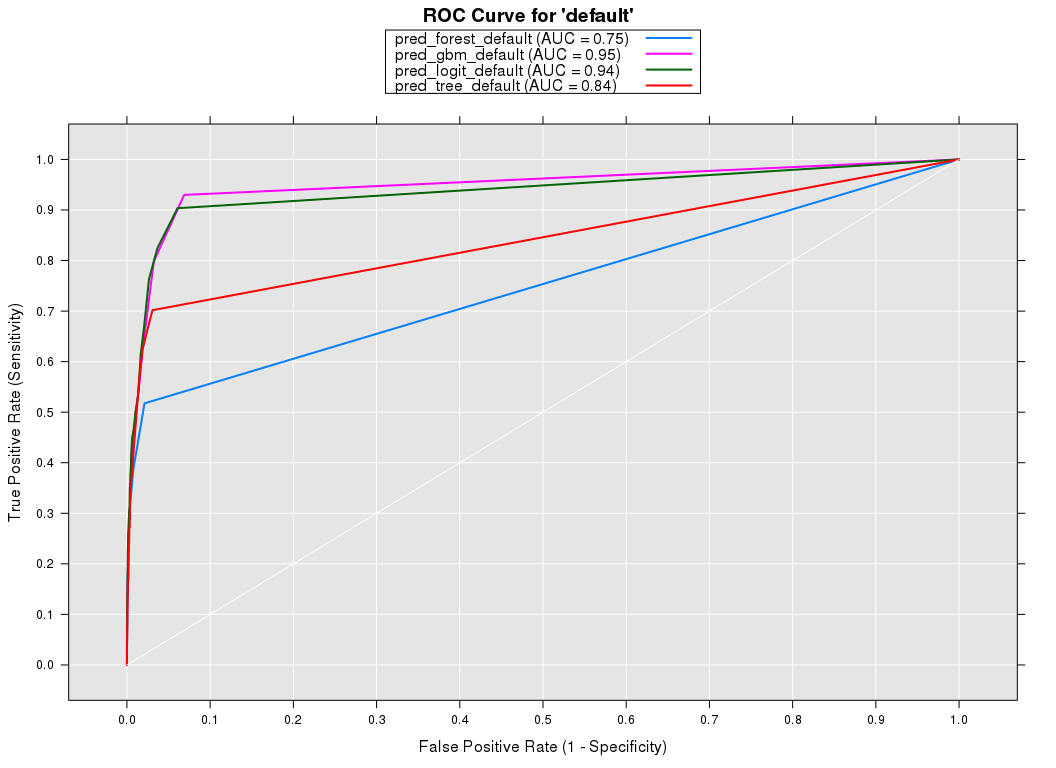 ROC Curve for 'default'
pred_forest_default (AUC = 0.75)
pred_gbm_default (AUC = 0.95)
pred_logit_default (AUC = 0.94)
pred_tree_default (AUC = 0.84)
1.0
0.9
0.8
0.7
0.6
0.5
0.4
0.3
0.2
0.1
0.0
True Positive Rate (Sensitivity)
0.0 0.1 0.2 0.3 0.4 0.5 0.6 0.7 0.8 0.9 1.0
False Positive Rate (1 - Specificity)